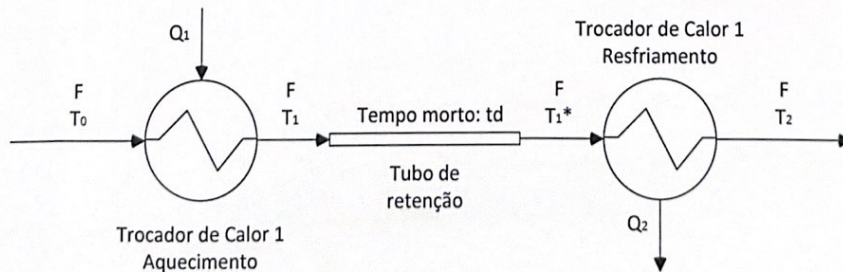 Q1
F
T0
Trocador de Calor 1
Aquecimento
F
T1
Tempo morto: td
Tubo de
retenção
F
T1*
Trocador de Calor 1
Resfriamento
Q2
F
T2